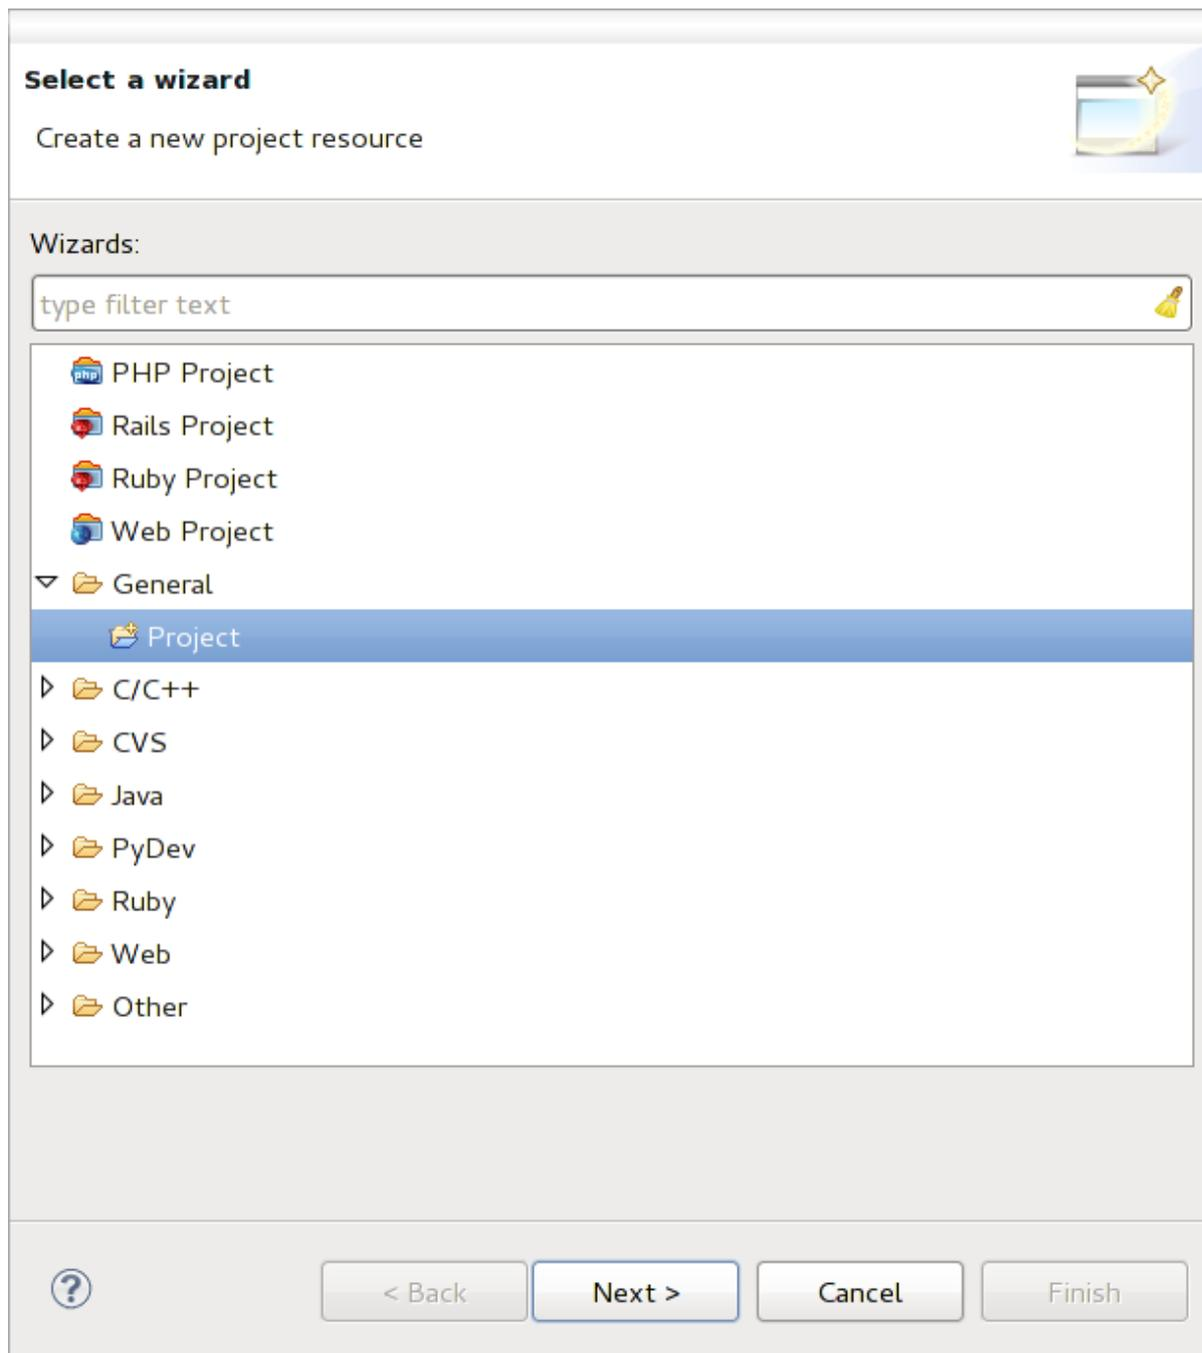 Select a wizard
Create a new project resource
Wizards:
type filter text
php PHP Project
Rails Project
Ruby Project
Web Project
General
Project
C/C++
CVS
Java
PyDev
Ruby
Web
Other
? < Back Next > Cancel Finish